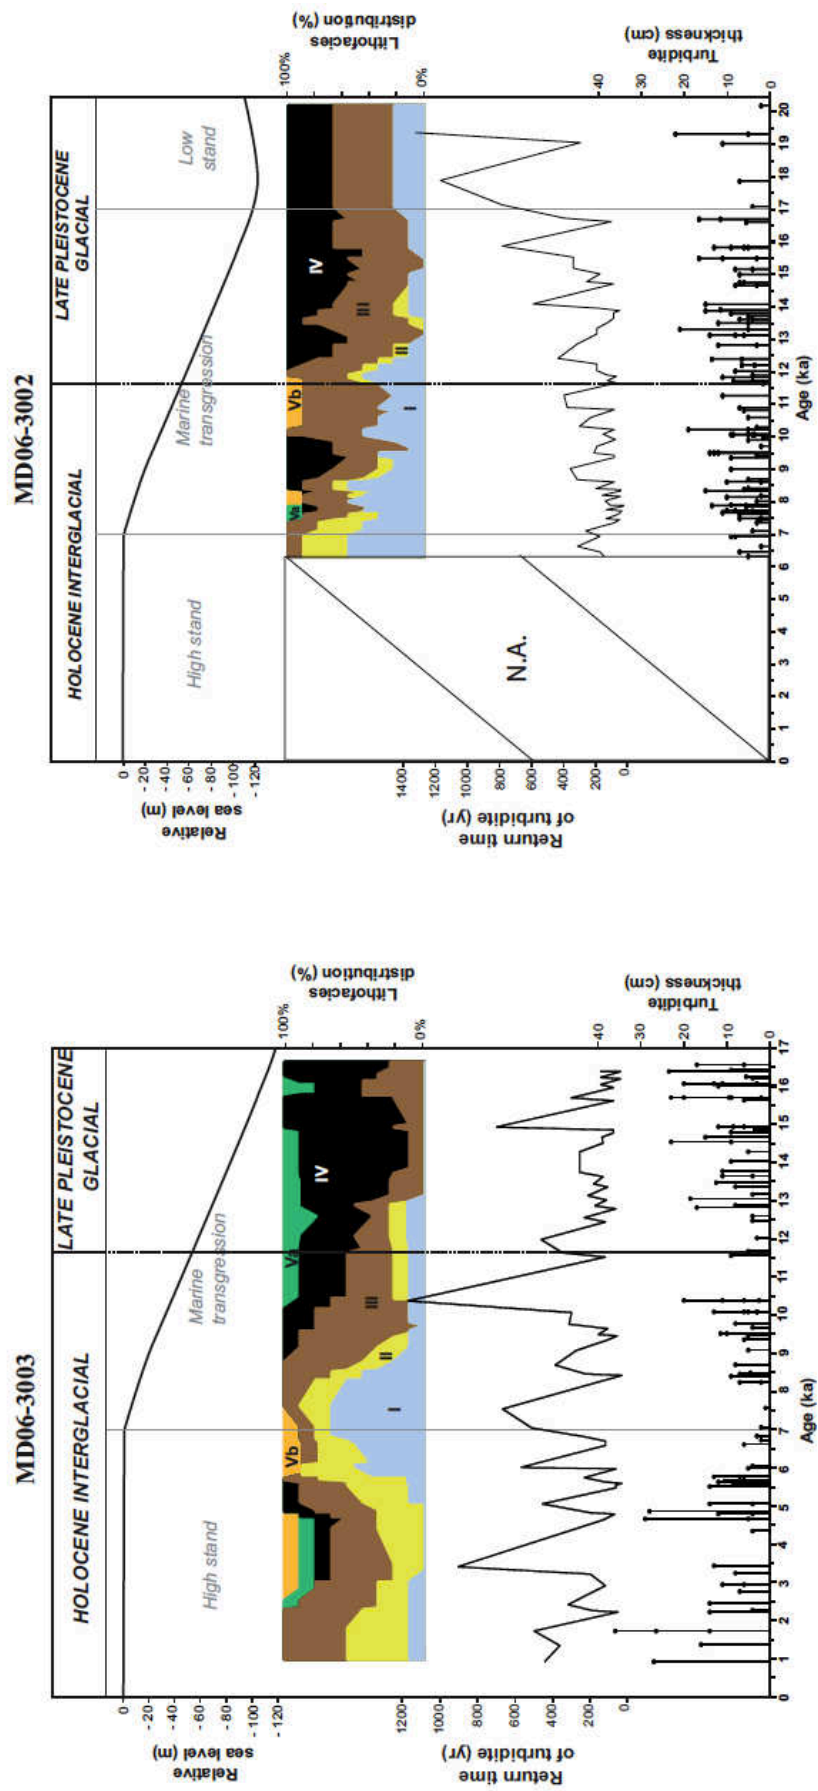 MD06-3003
HOLOCENE INTERGLACIAL
LATE PLEISTOCENE
GLACIAL
High stand
Marine
transgression
Relative
sea level (m)
0
- 20
- 40
- 60
- 80
- 100
- 120
Vb
Va
IV
III
II
I
Lithofacies
distribution (%)
100%
0%
Return time
of turbidite (yr)
1200
1000
800
600
400
200
0
Turbidite
thickness (cm)
40
30
20
10
0
0 1 2 3 4 5 6 7 8 9 10 11 12 13 14 15 16 17
Age (ka)
MD06-3002
HOLOCENE INTERGLACIAL
LATE PLEISTOCENE
GLACIAL
High stand
Marine
transgression
Low
stand
Relative
sea level (m)
0
- 20
- 40
- 60
- 80
- 100
- 120
Va
Vb
IV
III
II
I
N.A.
Lithofacies
distribution (%)
100%
0%
Return time
of turbidite (yr)
1400
1200
1000
800
600
400
200
0
Turbidite
thickness (cm)
40
30
20
10
0
0 1 2 3 4 5 6 7 8 9 10 11 12 13 14 15 16 17 18 19 20
Age (ka)